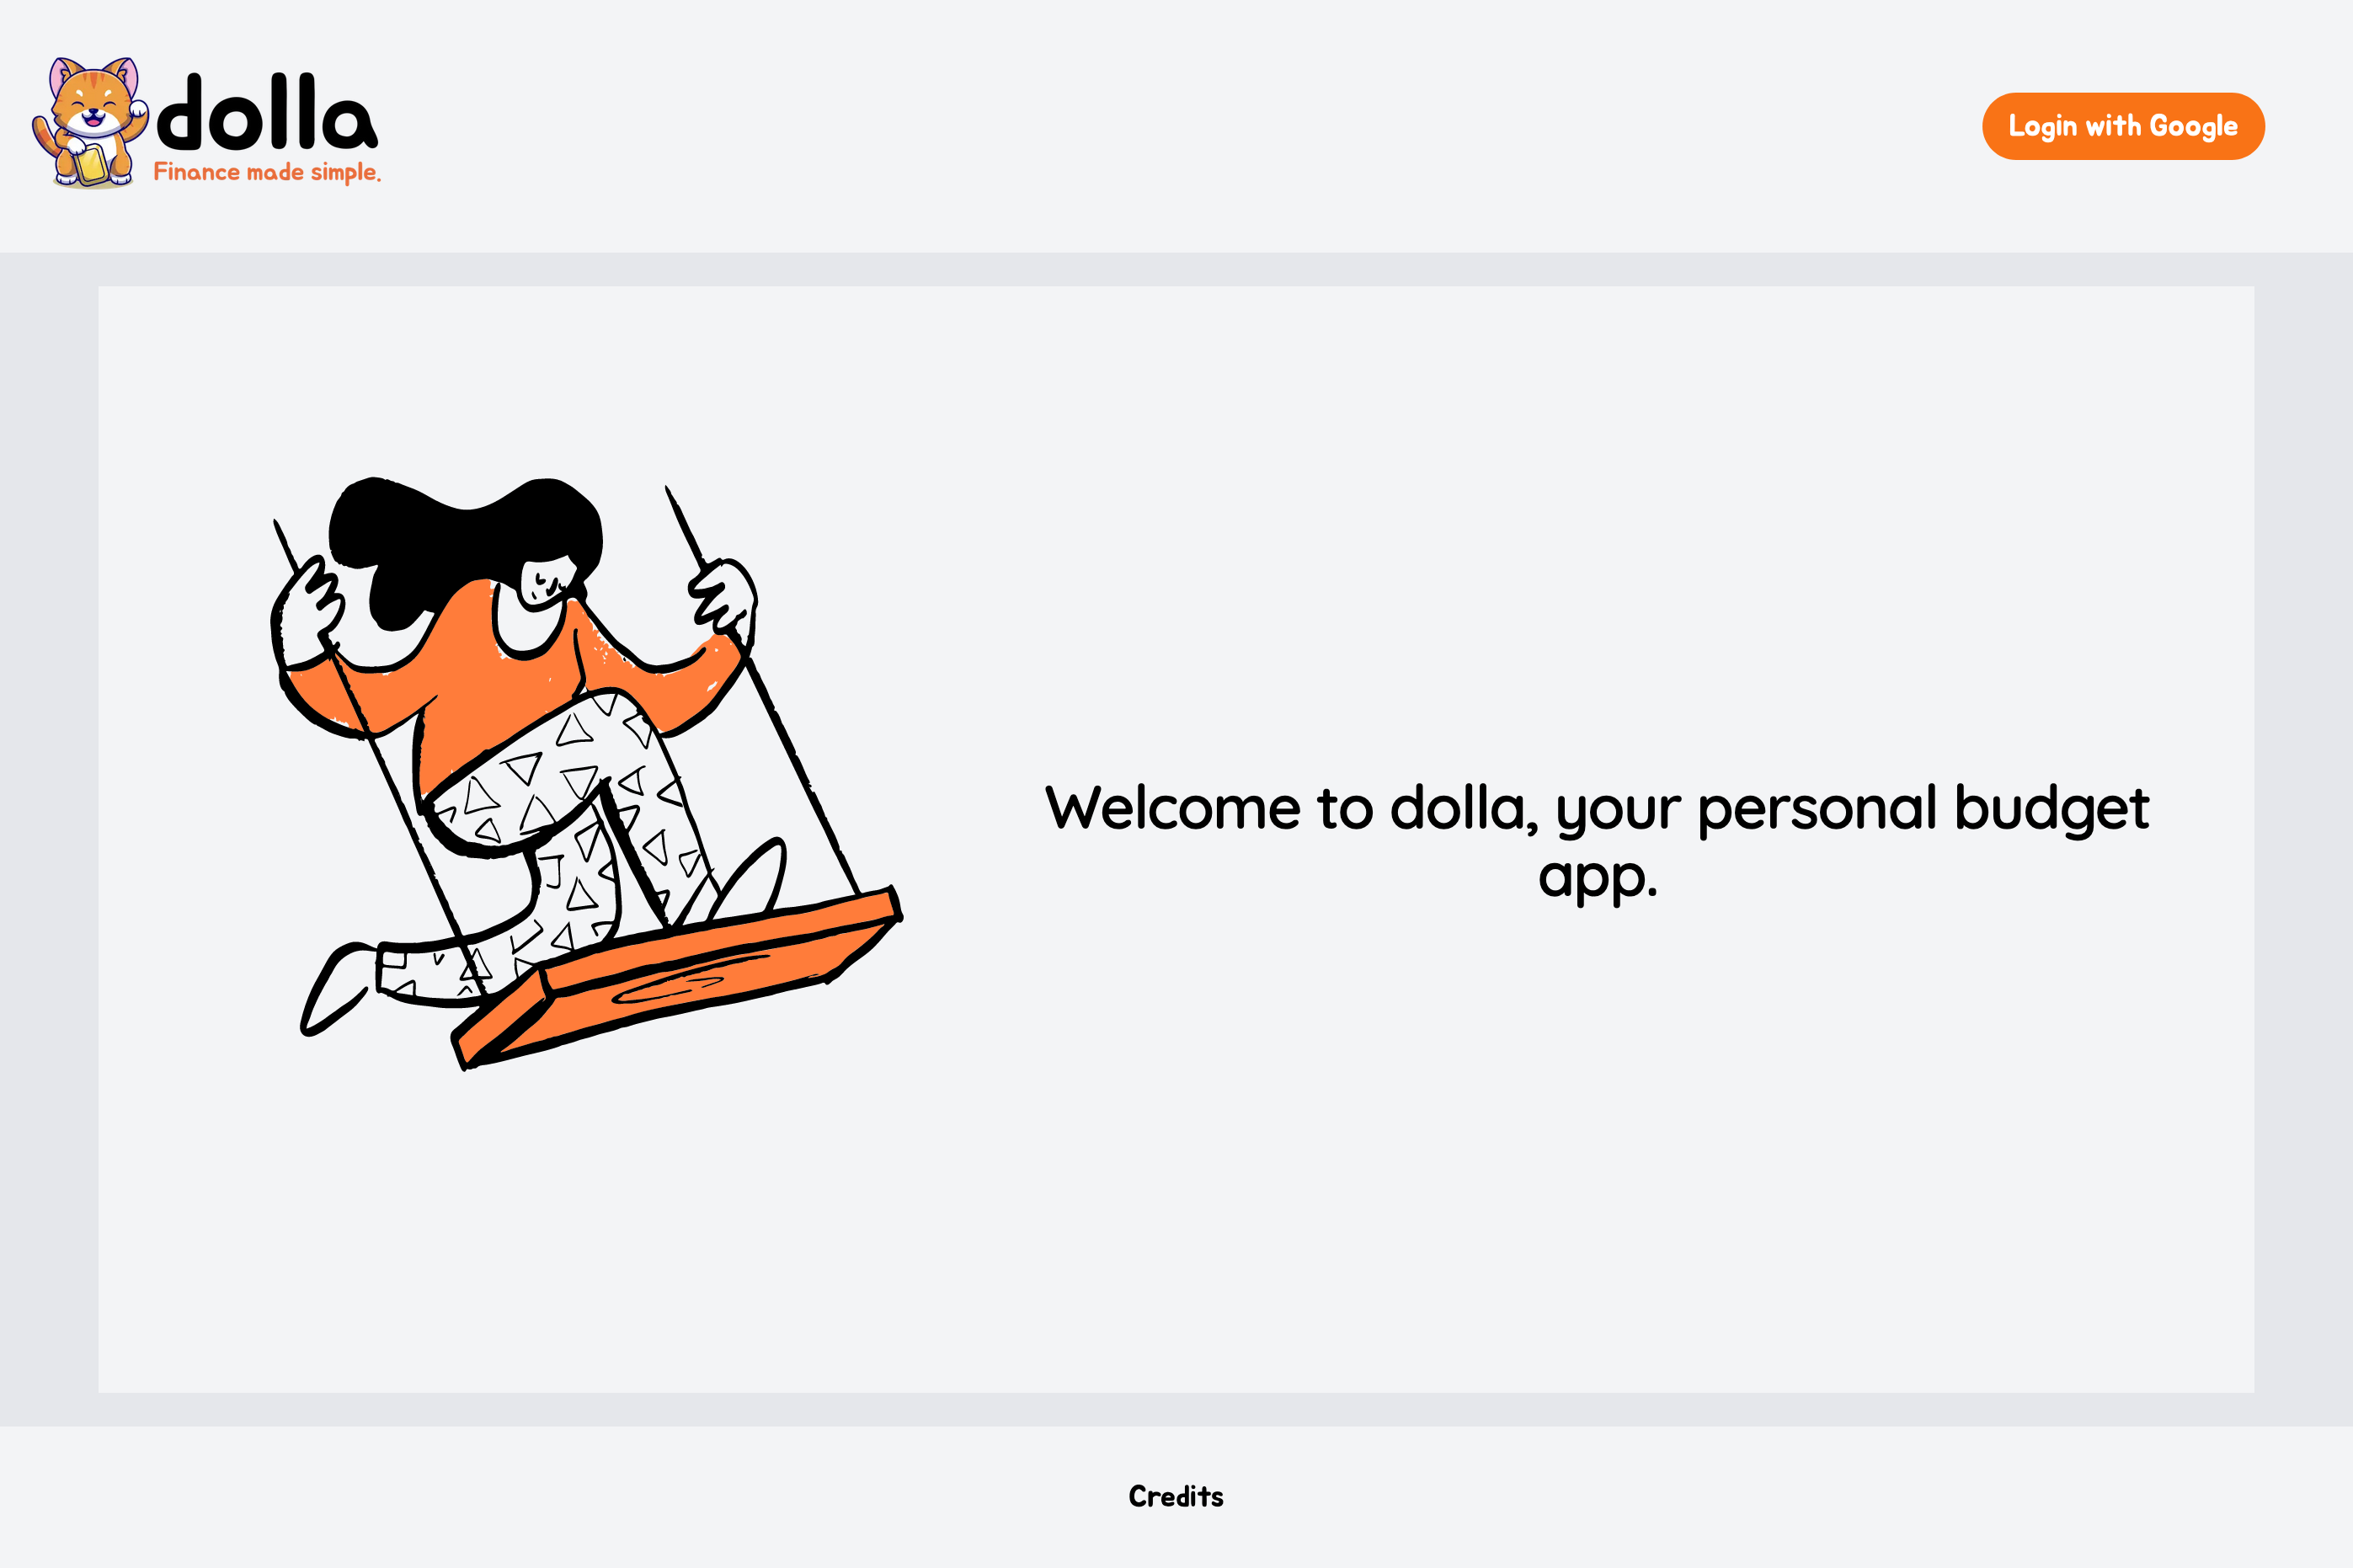 dolla
Finance made simple.
Login with Google
Welcome to dolla, your personal budget
app.
Credits